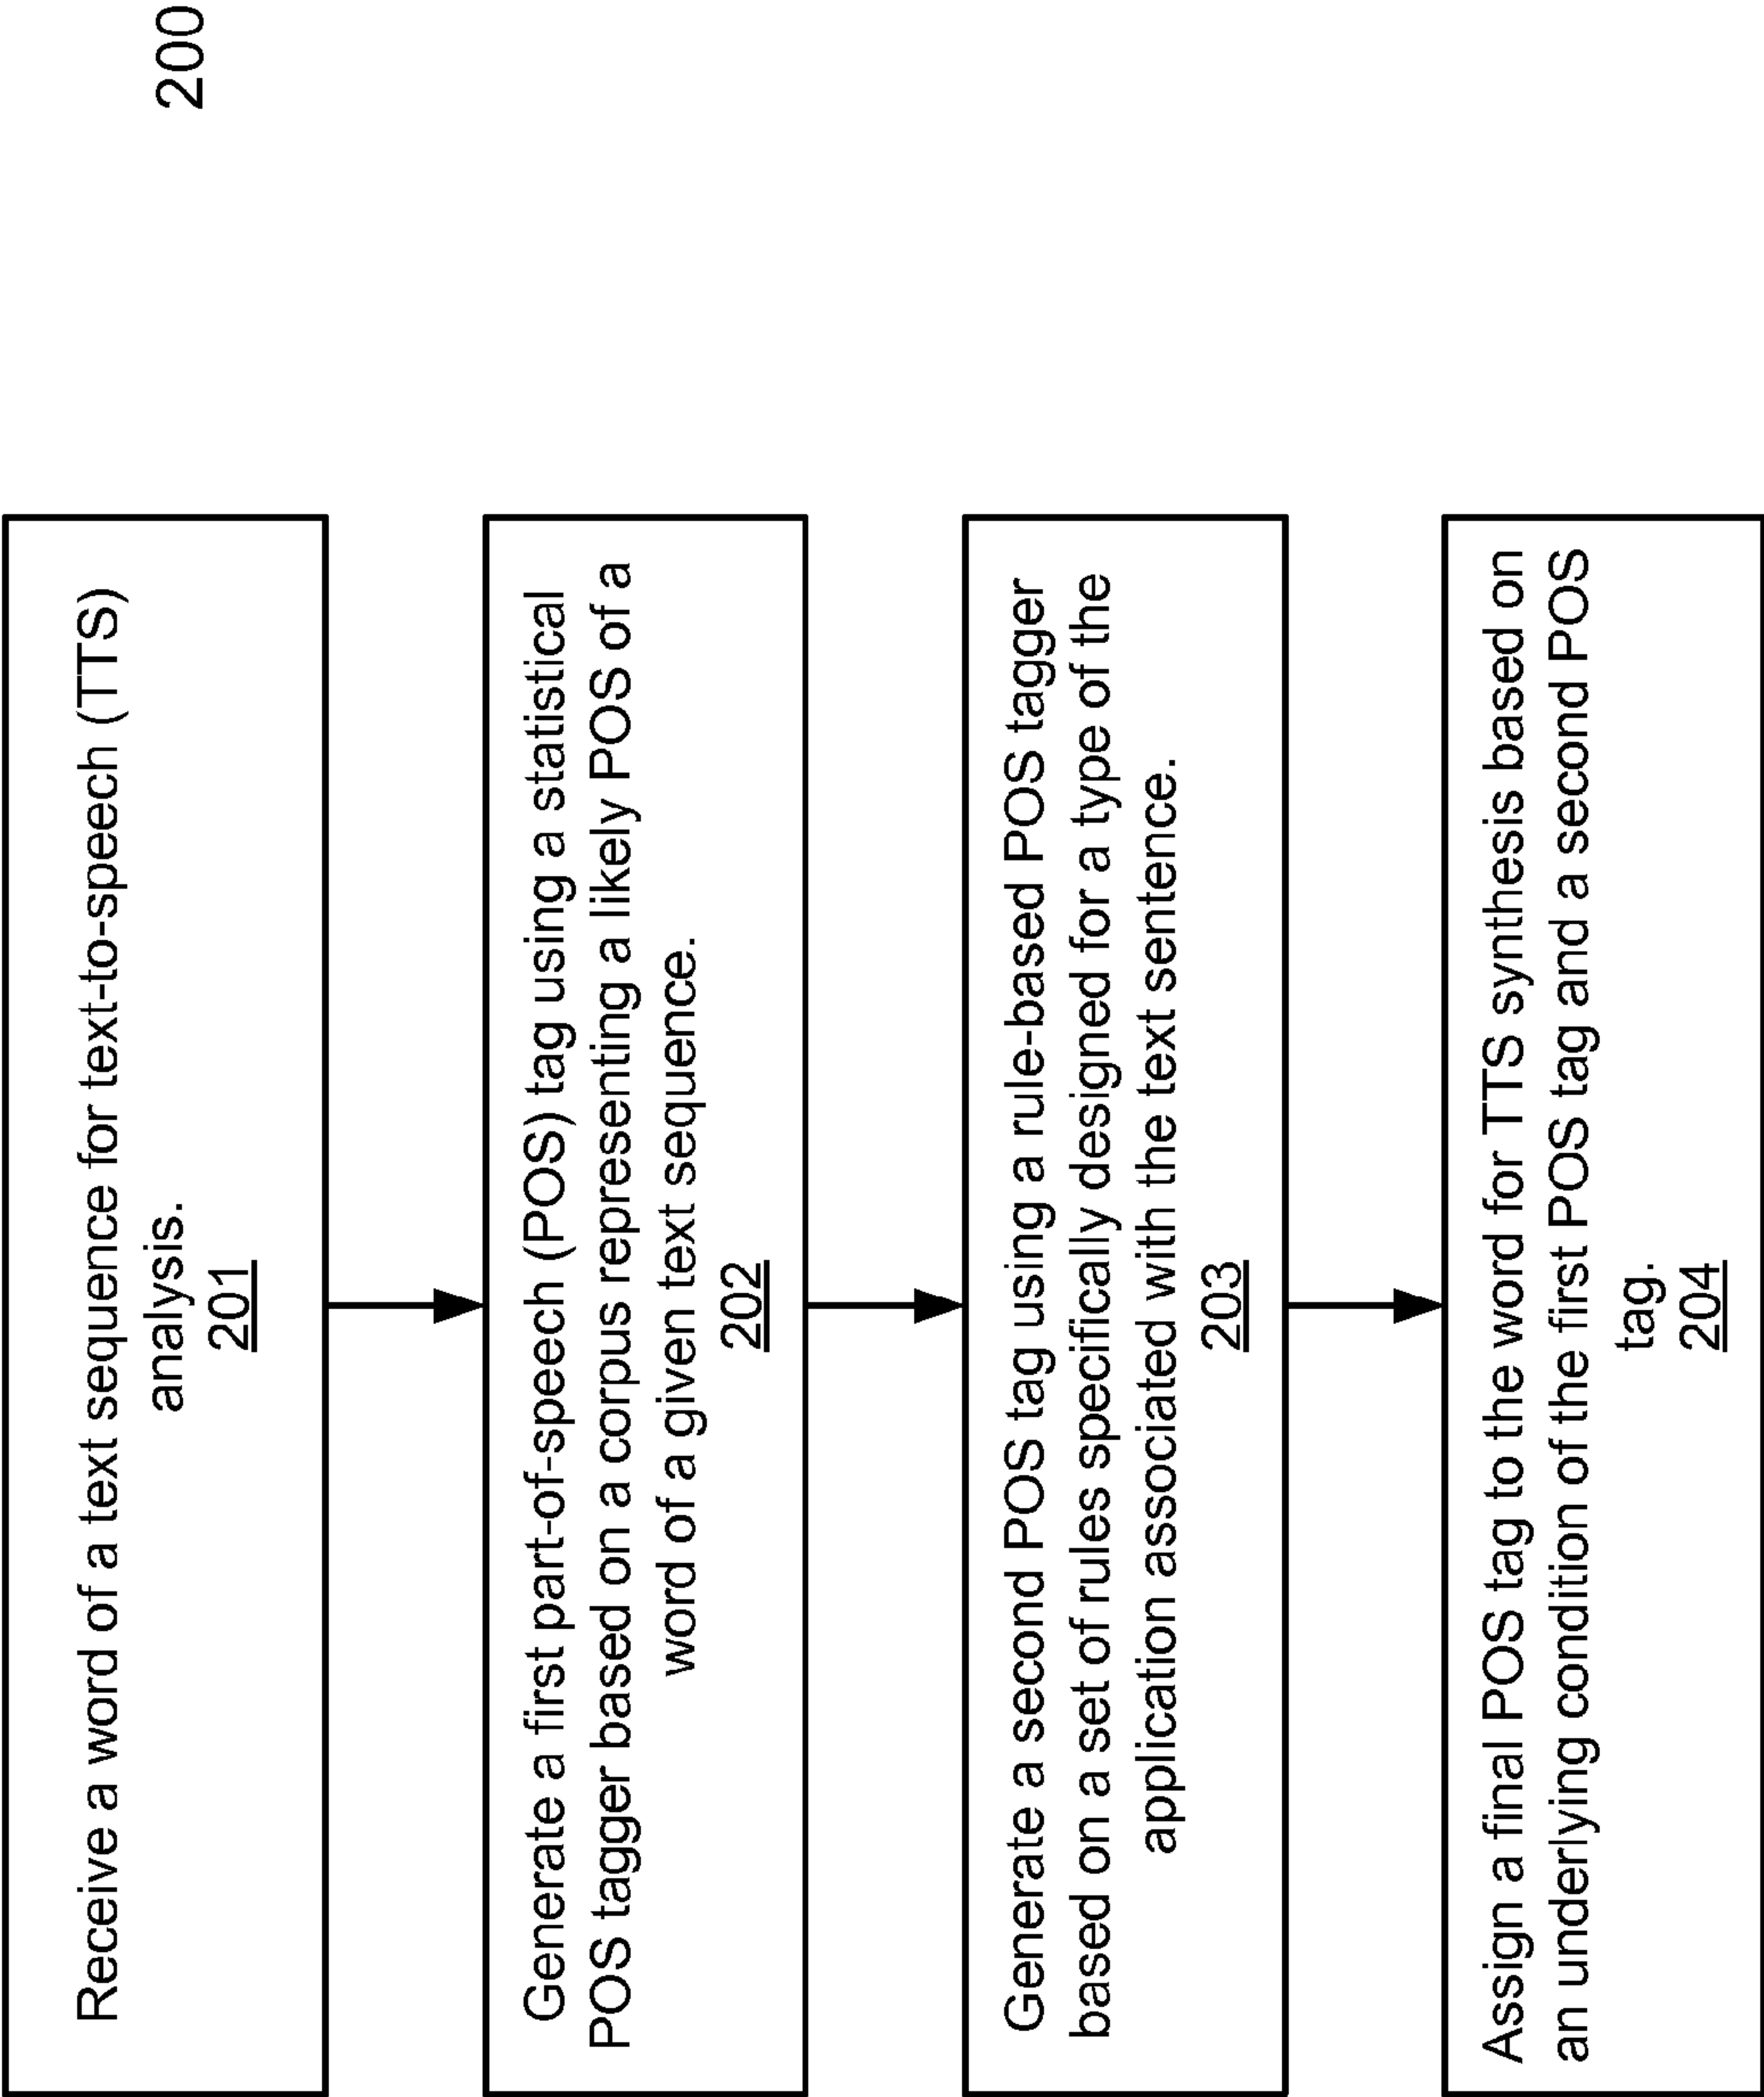 200
Receive a word of a text sequence for text-to-speech (TTS)
analysis.
201
Generate a first part-of-speech (POS) tag using a statistical
POS tagger based on a corpus representing a likely POS of a
word of a given text sequence.
202
Generate a second POS tag using a rule-based POS tagger
based on a set of rules specifically designed for a type of the
application associated with the text sentence.
203
Assign a final POS tag to the word for TTS synthesis based on
an underlying condition of the first POS tag and a second POS
tag.
204